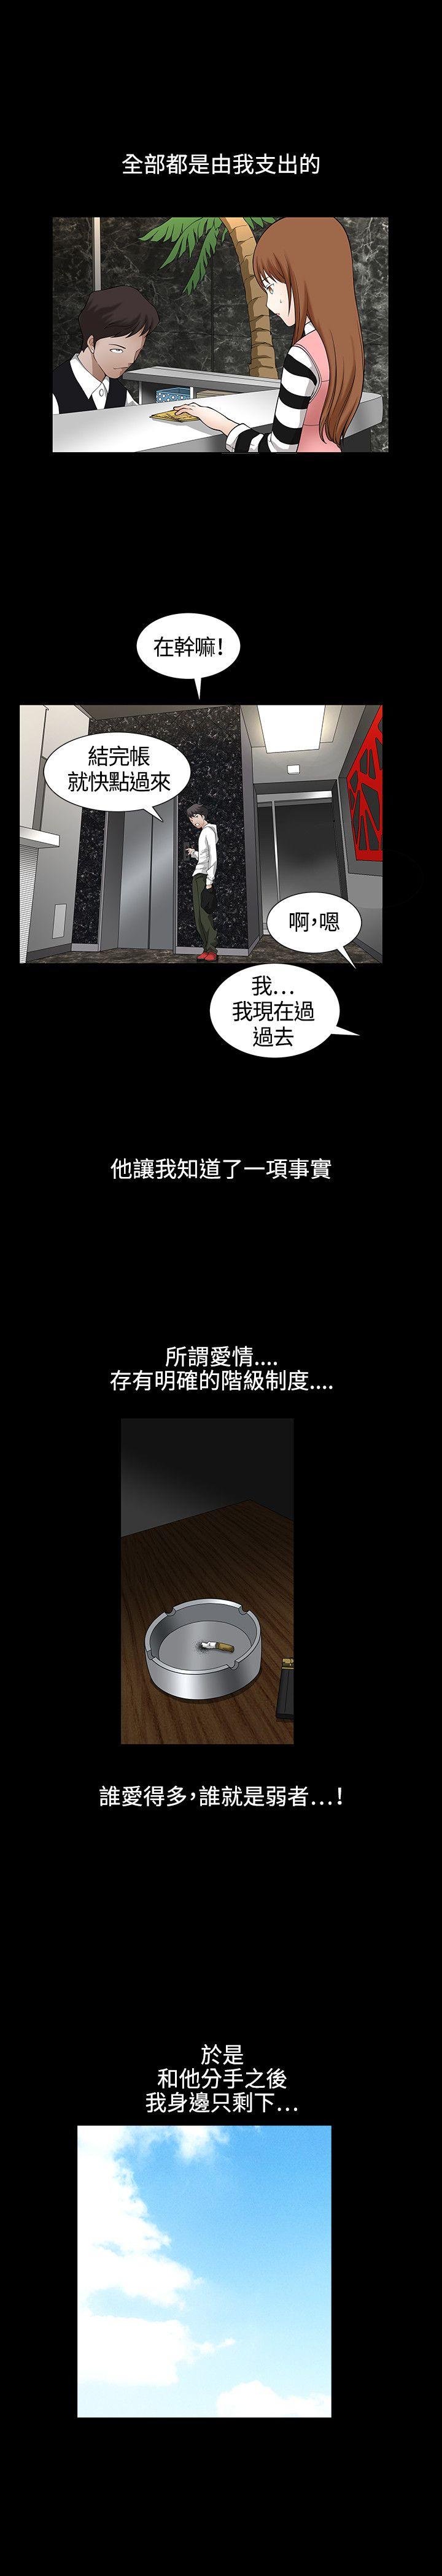 全部都是由我支出的
在幹嘛！
結完帳
就快點過來
啊，嗯
我...
我現在過
過去
他讓我知道了一項事實
所謂愛情....
存有明確的階級制度....
誰愛得多，誰就是弱者...！
於是
和他分手之後
我身邊只剩下...